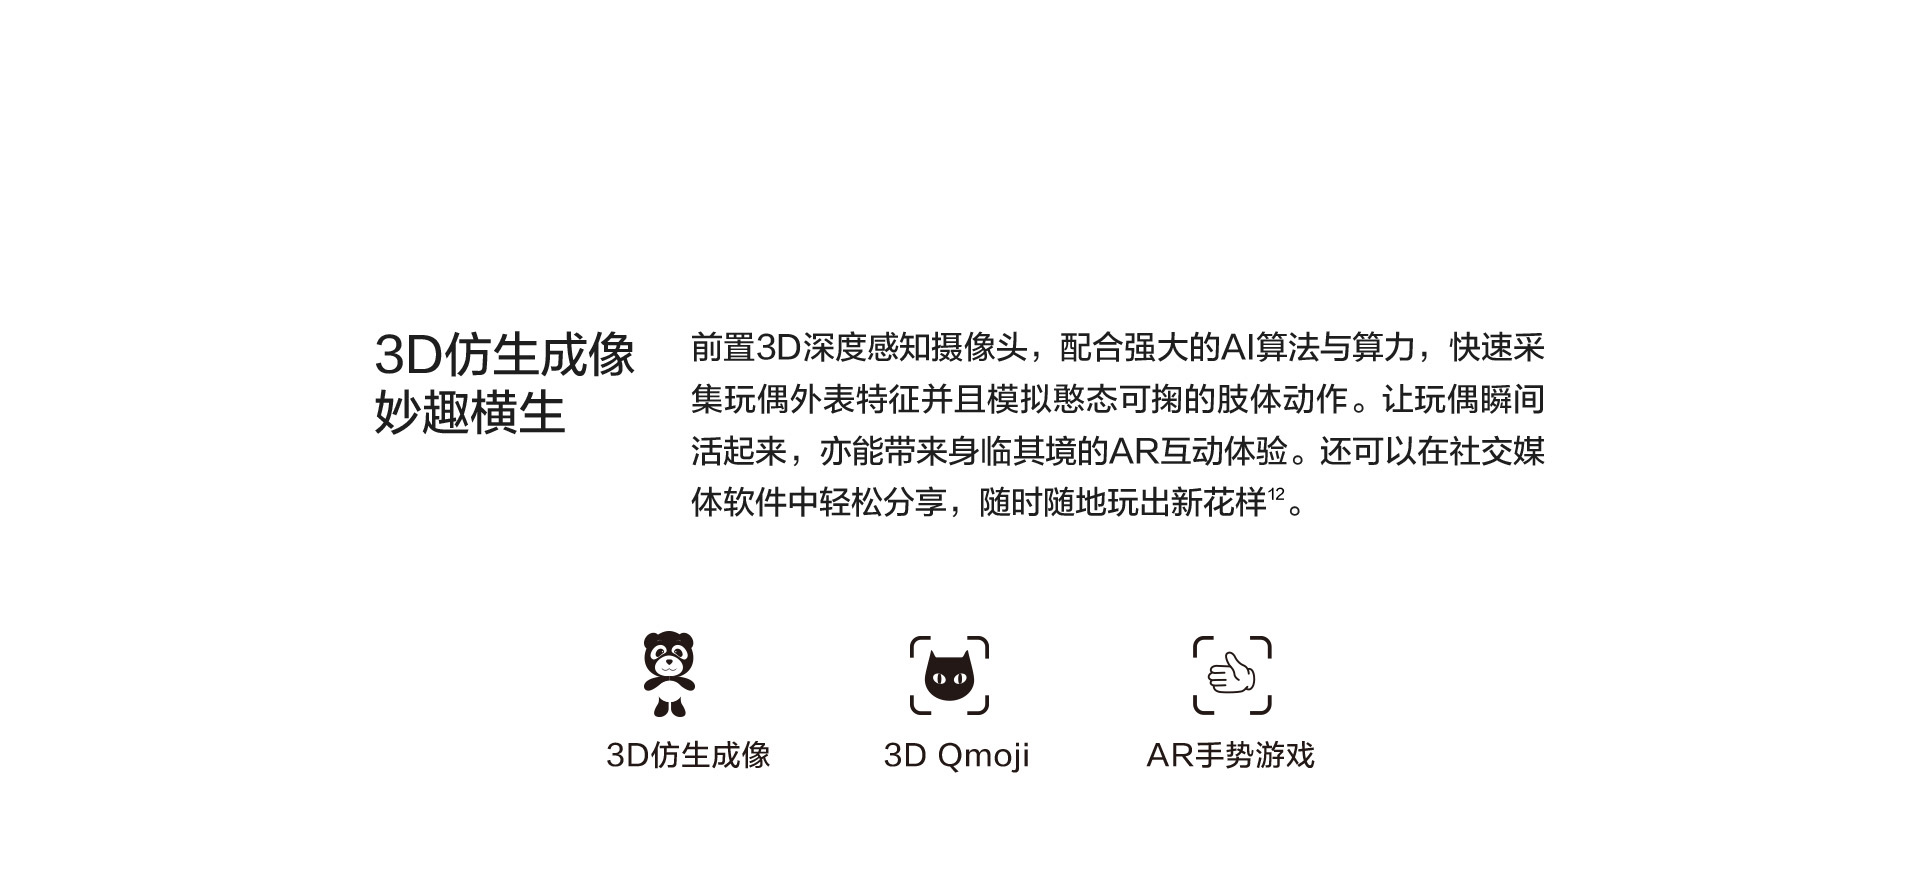 3D仿生成像
妙趣横生
前置3D深度感知摄像头，配合强大的AI算法与算力，快速采
集玩偶外表特征并且模拟憨态可掬的肢体动作。让玩偶瞬间
活起来，亦能带来身临其境的AR互动体验。还可以在社交媒
体软件中轻松分享，随时随地玩出新花样¹²。
3D仿生成像
3D Qmoji
AR手势游戏